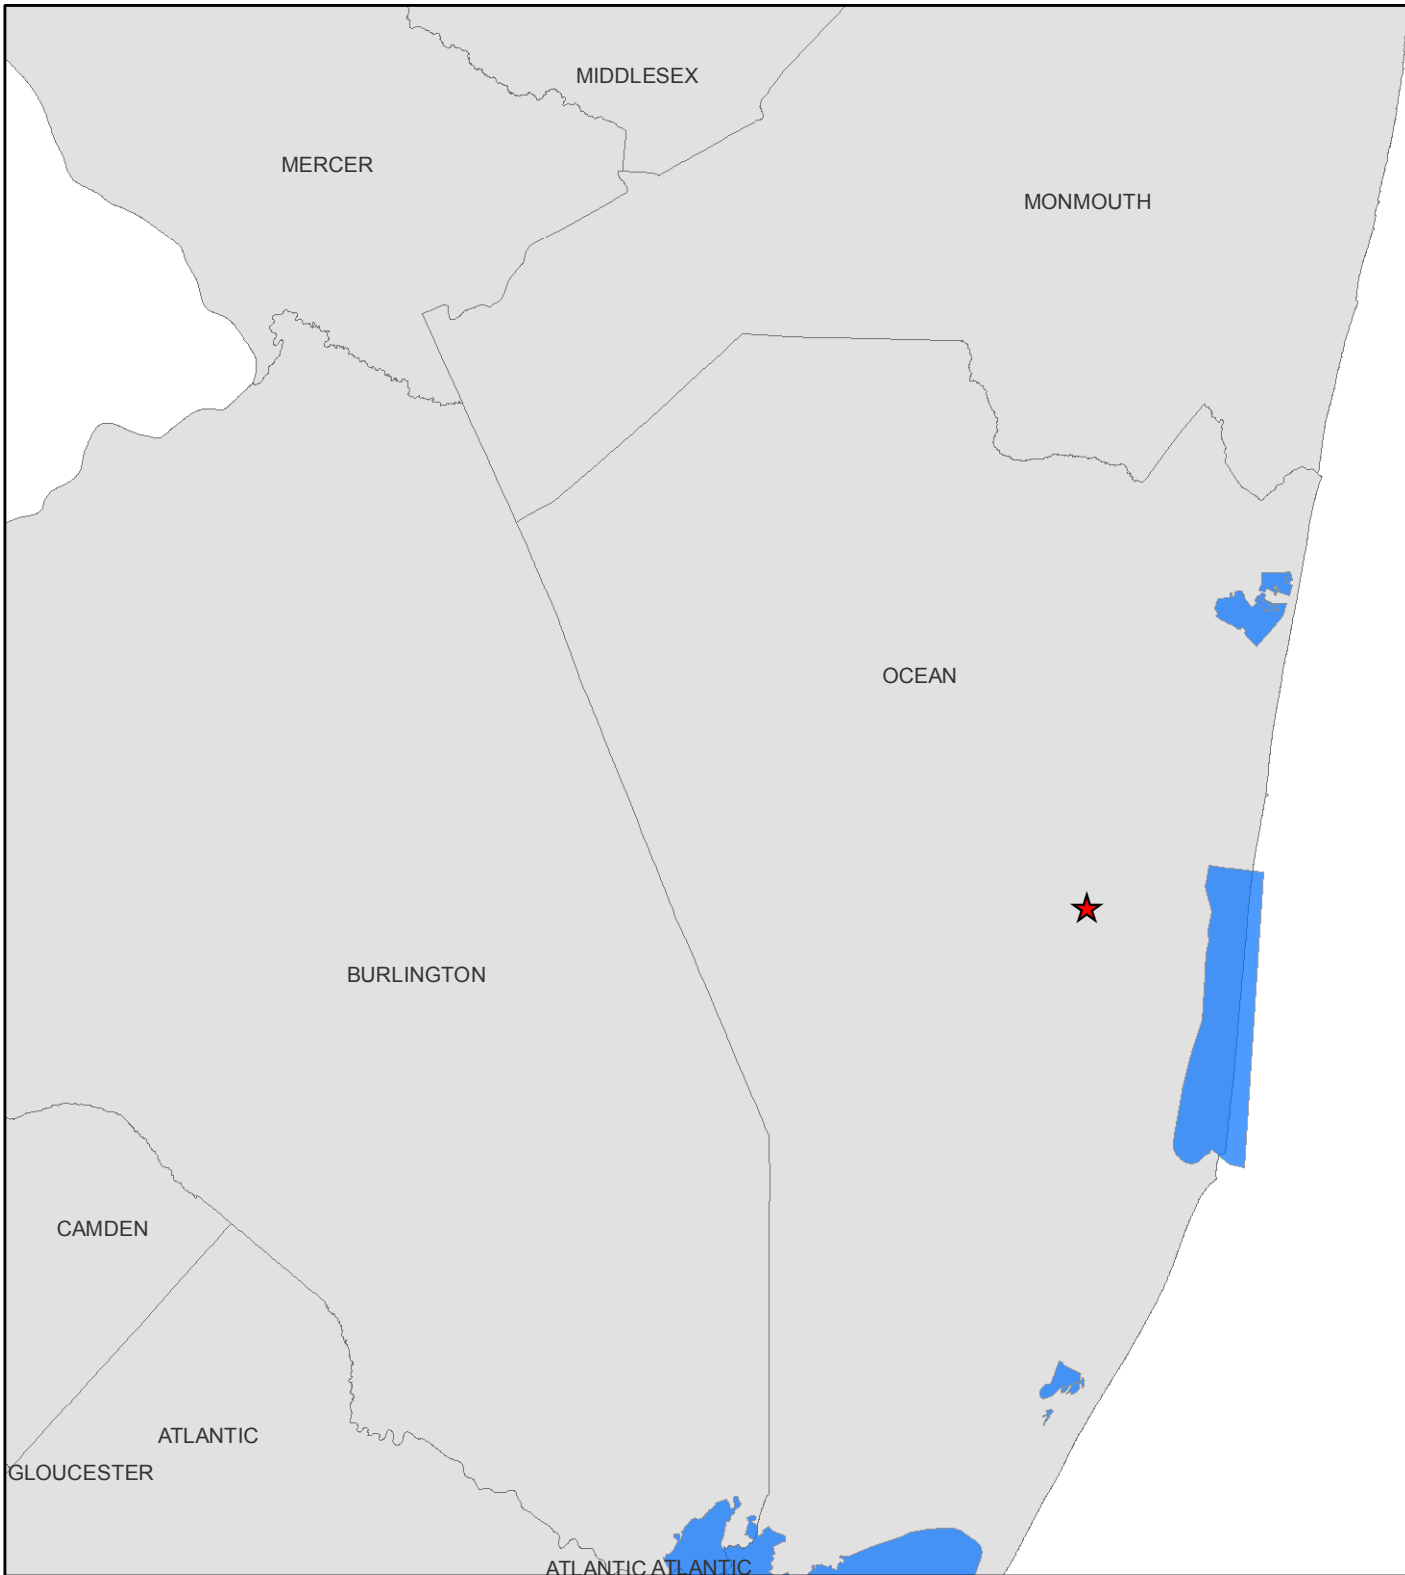 MIDDLESEX
MERCER
MONMOUTH
OCEAN
BURLINGTON
CAMDEN
ATLANTIC
GLOUCESTER
ATLANTIC ATLANTIC